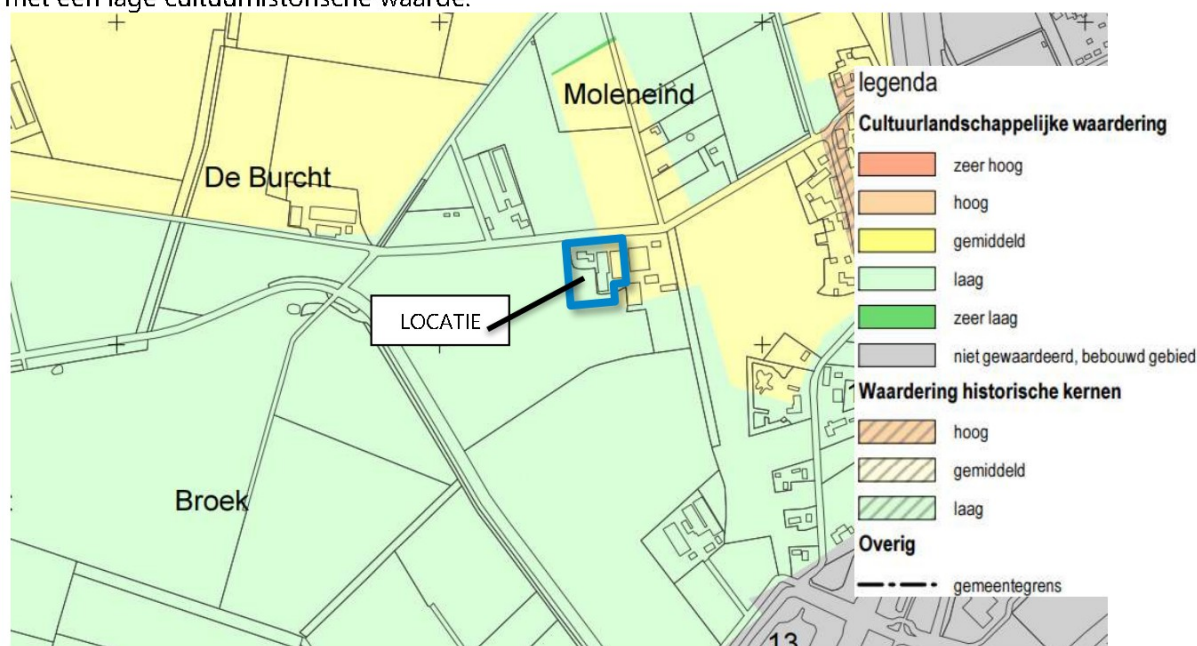 met een lage cultuurhistorische waarde.
Moleneind
De Burcht
LOCATIE
Broek
13
legenda
Cultuurlandschappelijke waardering
zeer hoog
hoog
gemiddeld
laag
zeer laag
niet gewaardeerd, bebouwd gebied
Waardering historische kernen
hoog
gemiddeld
laag
Overig
gemeentegrens